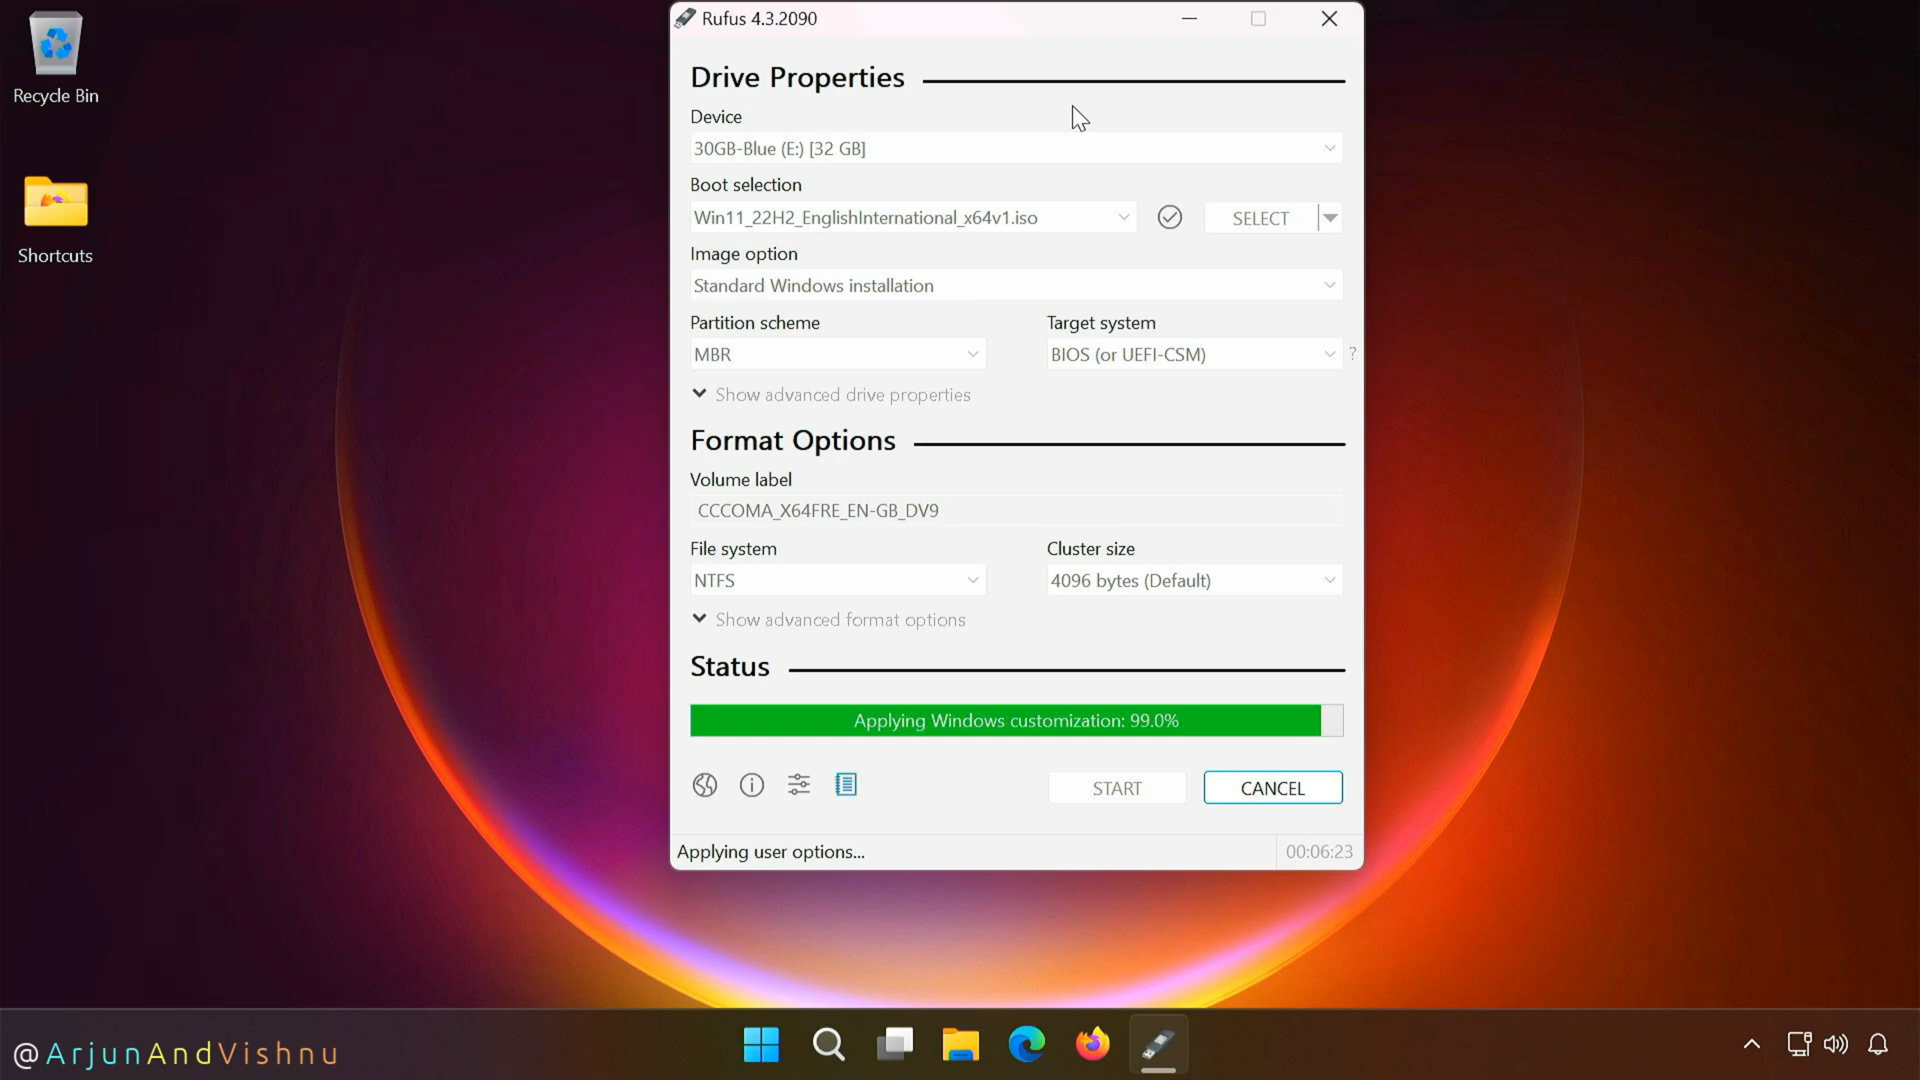 Rufus 4.3.2090
Recycle Bin
Shortcuts
Drive Properties
Device
30GB-Blue (E:) [32 GB]
Boot selection
Win11_22H2_EnglishInternational_x64v1.iso
SELECT
Image option
Standard Windows installation
Partition scheme
Target system
MBR
BIOS (or UEFI-CSM)
?
Show advanced drive properties
Format Options
Volume label
CCCOMA_X64FRE_EN-GB_DV9
File system
Cluster size
NTFS
4096 bytes (Default)
Show advanced format options
Status
Applying Windows customization: 99.0%
START
CANCEL
Applying user options...
00:06:23
@ArjunAndVishnu